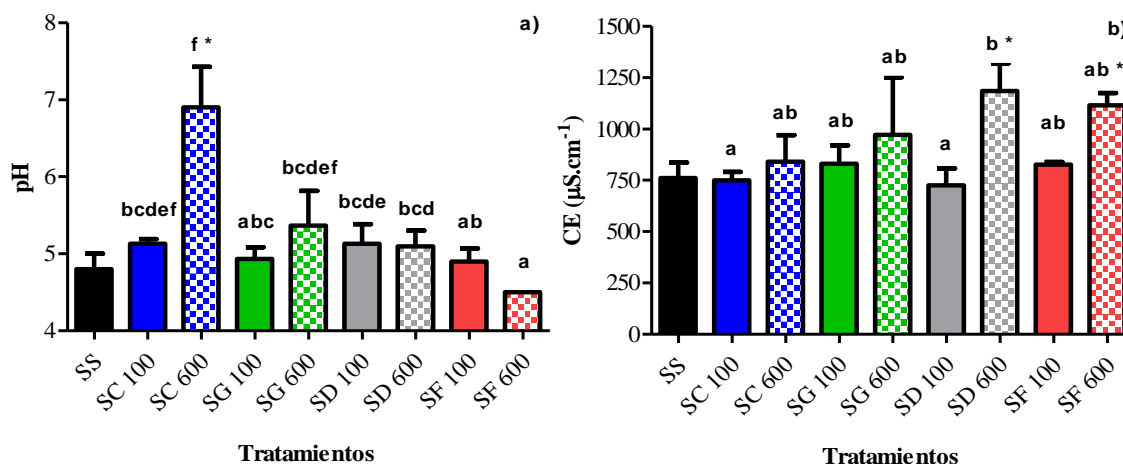 a)
pH
8
7
6
5
4
bcdef
f *
abc
bcdef
bcde
bcd
ab
a
SS
SC 100
SC 600
SG 100
SG 600
SD 100
SD 600
SF 100
SF 600
Tratamientos
b)
CE (µS.cm-1)
1500
1250
1000
750
500
250
0
a
ab
ab
ab
a
b *
ab
ab *
SS
SC 100
SC 600
SG 100
SG 600
SD 100
SD 600
SF 100
SF 600
Tratamientos